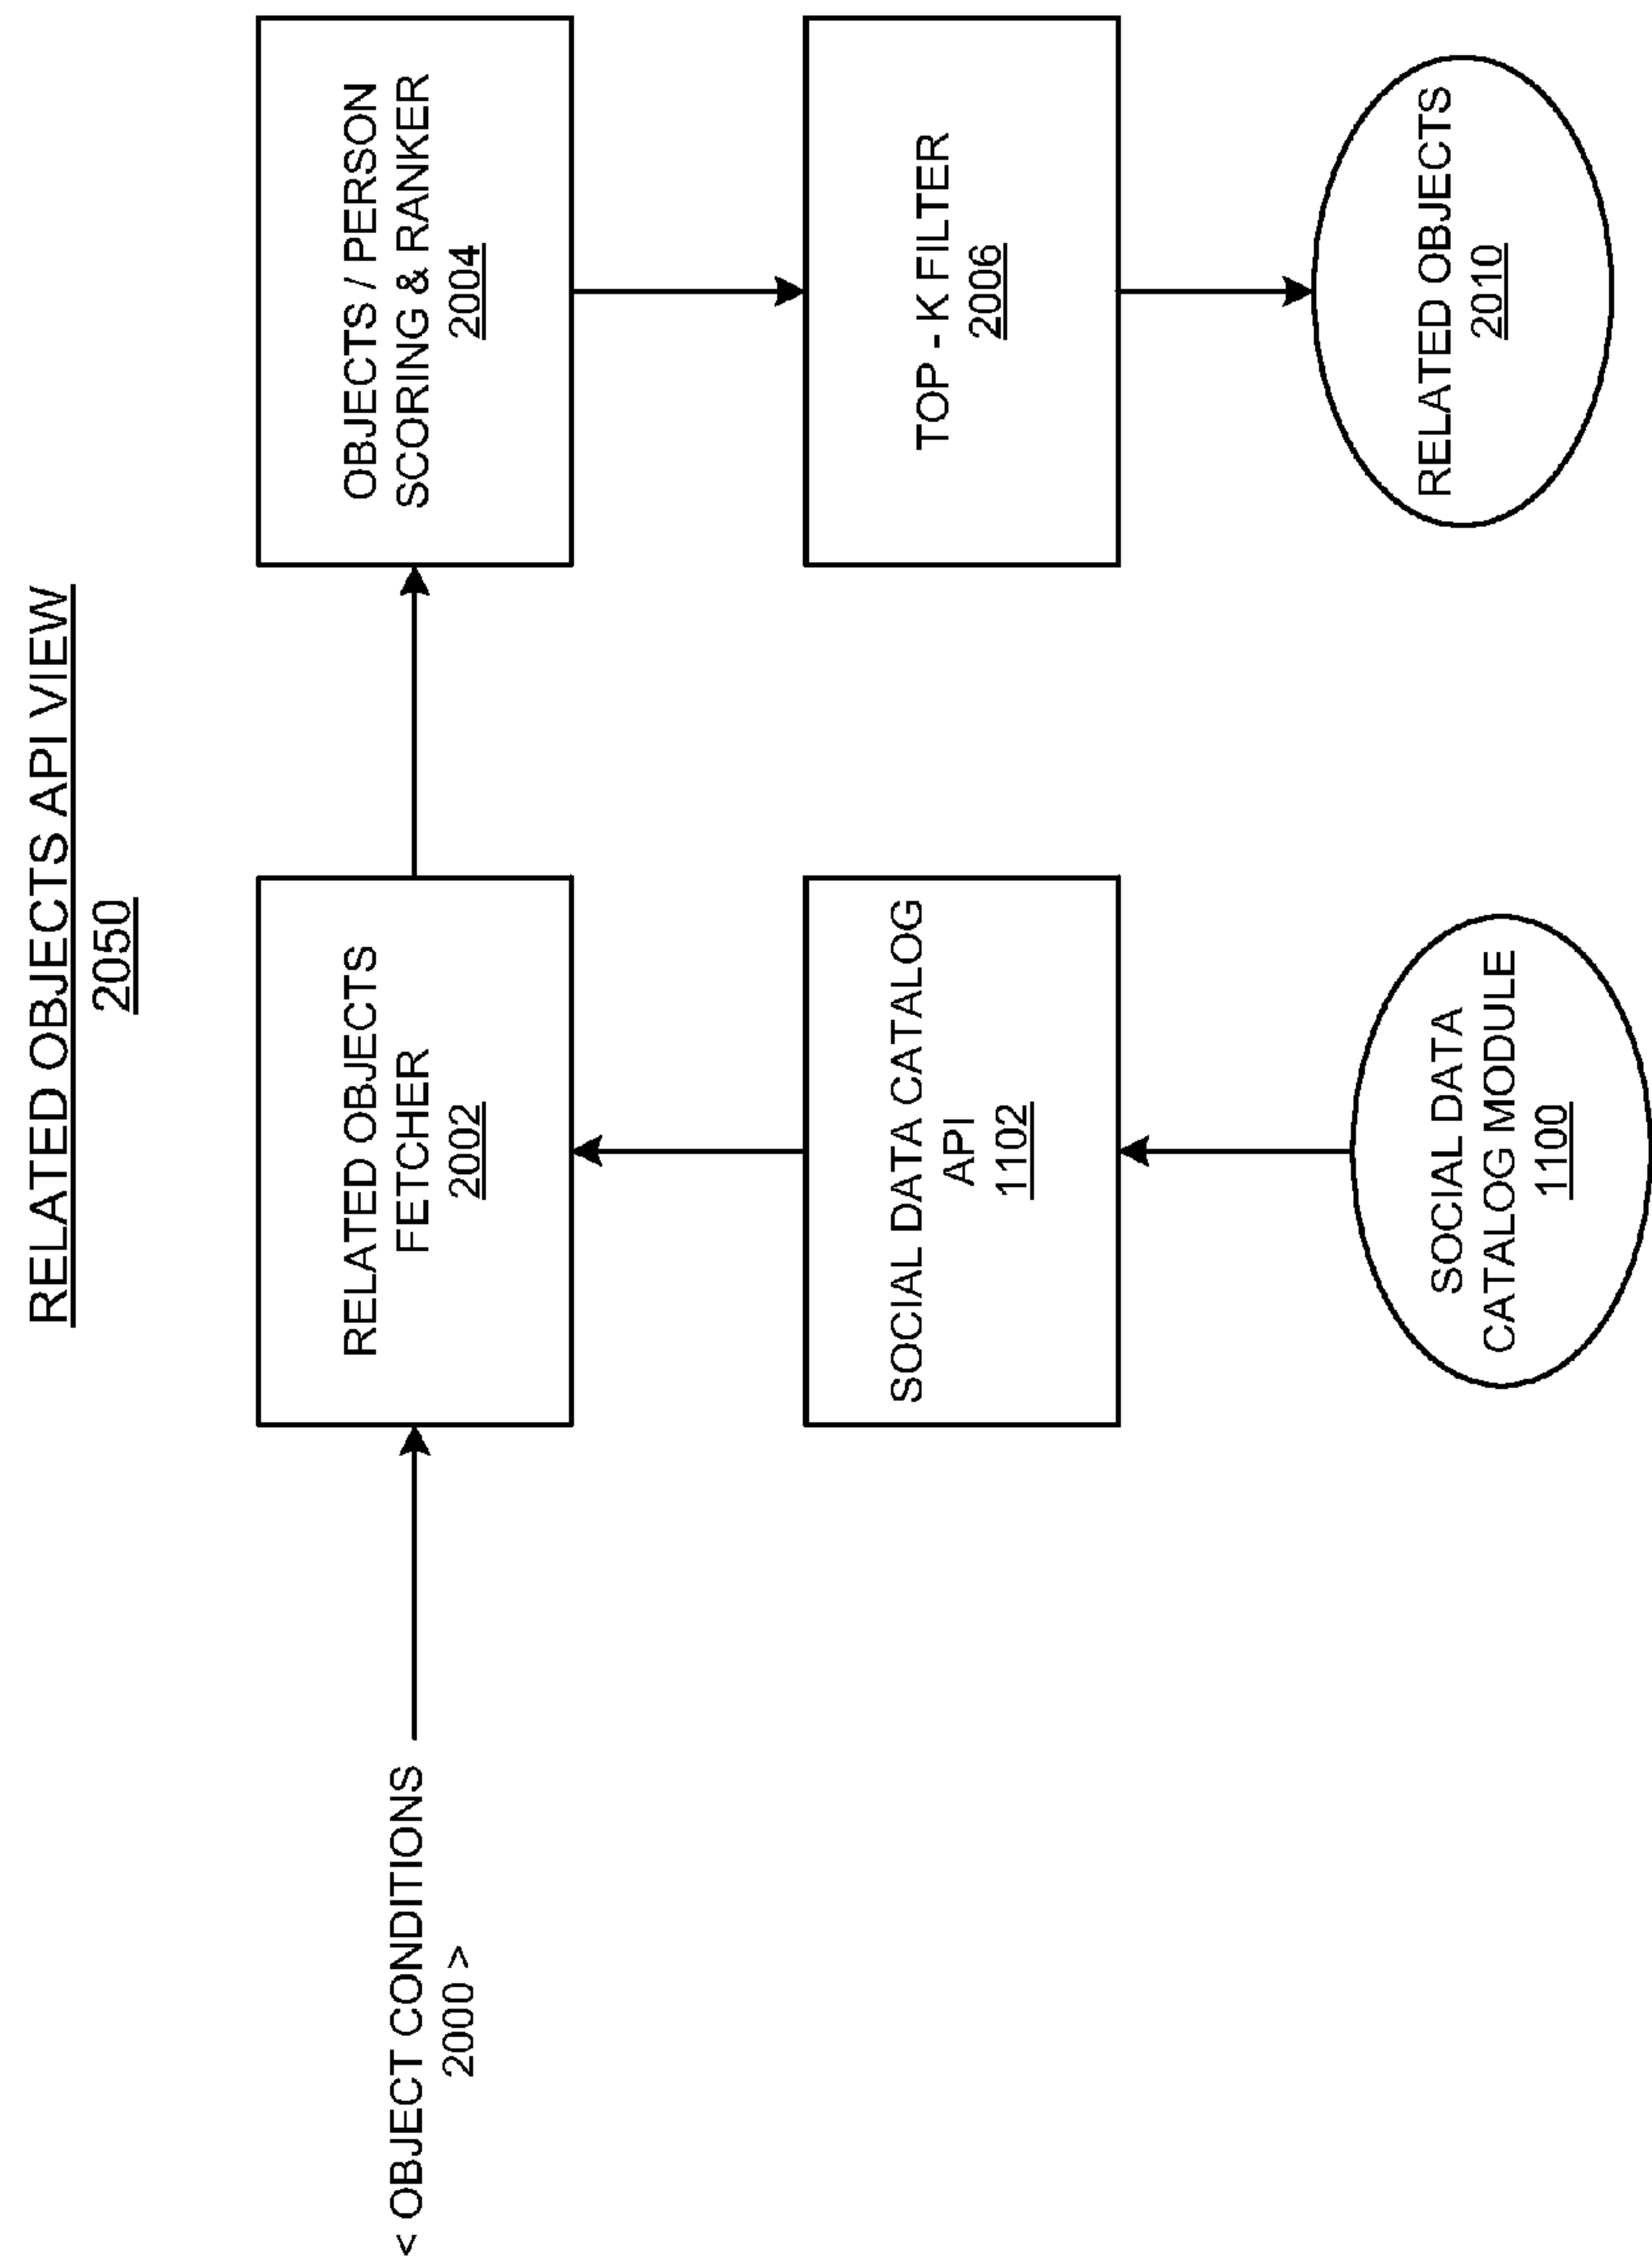 RELATED OBJECTS API VIEW
2050
< OBJECT CONDITIONS
2000 >
RELATED OBJECTS
FETCHER
2002
OBJECTS / PERSON
SCORING & RANKER
2004
SOCIAL DATA CATALOG
API
1102
TOP - K FILTER
2006
SOCIAL DATA
CATALOG MODULE
1100
RELATED OBJECTS
2010